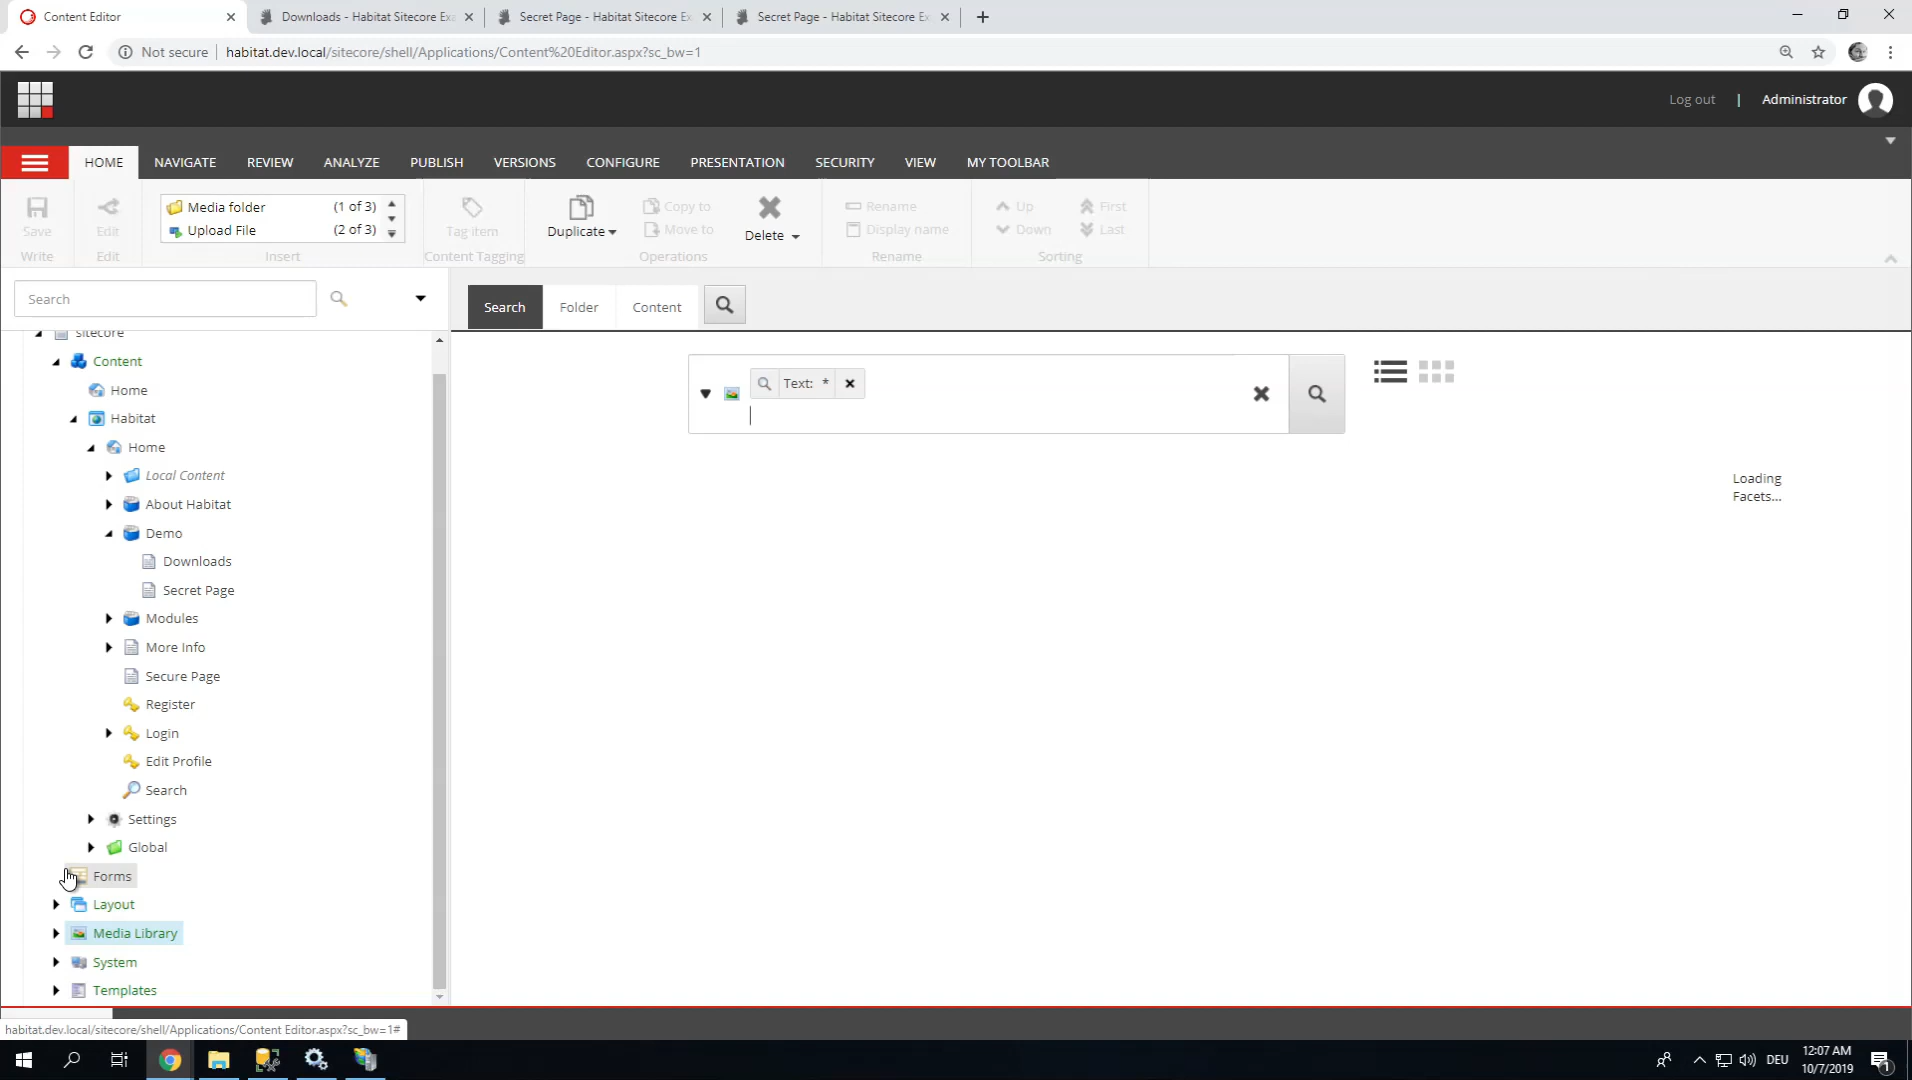 Content Editor
Downloads - Habitat Sitecore Exa
Secret Page - Habitat Sitecore Ex
Secret Page - Habitat Sitecore Ex
Not secure
habitat.dev.local/sitecore/shell/Applications/Content%20Editor.aspx?sc_bw=1
Log out | Administrator
HOME NAVIGATE REVIEW ANALYZE PUBLISH VERSIONS CONFIGURE PRESENTATION SECURITY VIEW MY TOOLBAR
Save
Write
Edit
Edit
Media folder (1 of 3)
Upload File (2 of 3)
Insert
Tag item
Content Tagging
Duplicate
Copy to
Move to
Delete
Operations
Rename
Display name
Rename
Up First
Down Last
Sorting
Search
Search Folder Content
sitecore
Content
Home
Habitat
Home
Local Content
About Habitat
Demo
Downloads
Secret Page
Modules
More Info
Secure Page
Register
Login
Edit Profile
Search
Settings
Global
Forms
Layout
Media Library
System
Templates
Text: *
Loading
Facets...
habitat.dev.local/sitecore/shell/Applications/Content Editor.aspx?sc_bw=1#
DEU
12:07 AM
10/7/2019
1